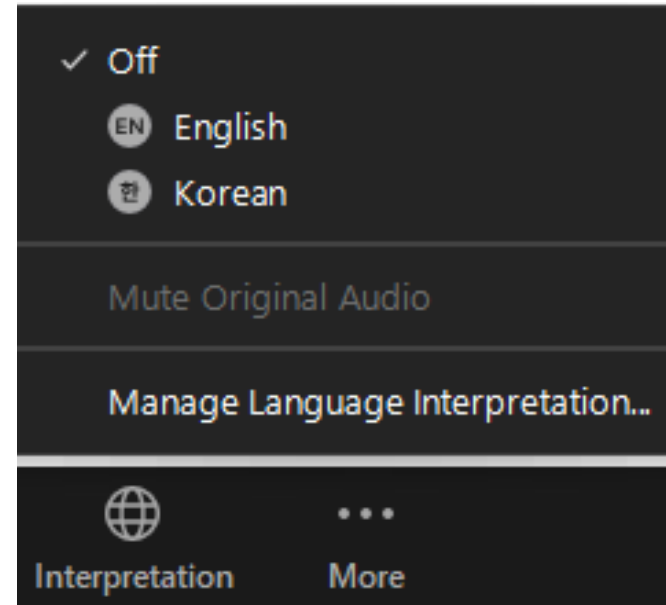 Off
EN English
한 Korean
Mute Original Audio
Manage Language Interpretation...
Interpretation More